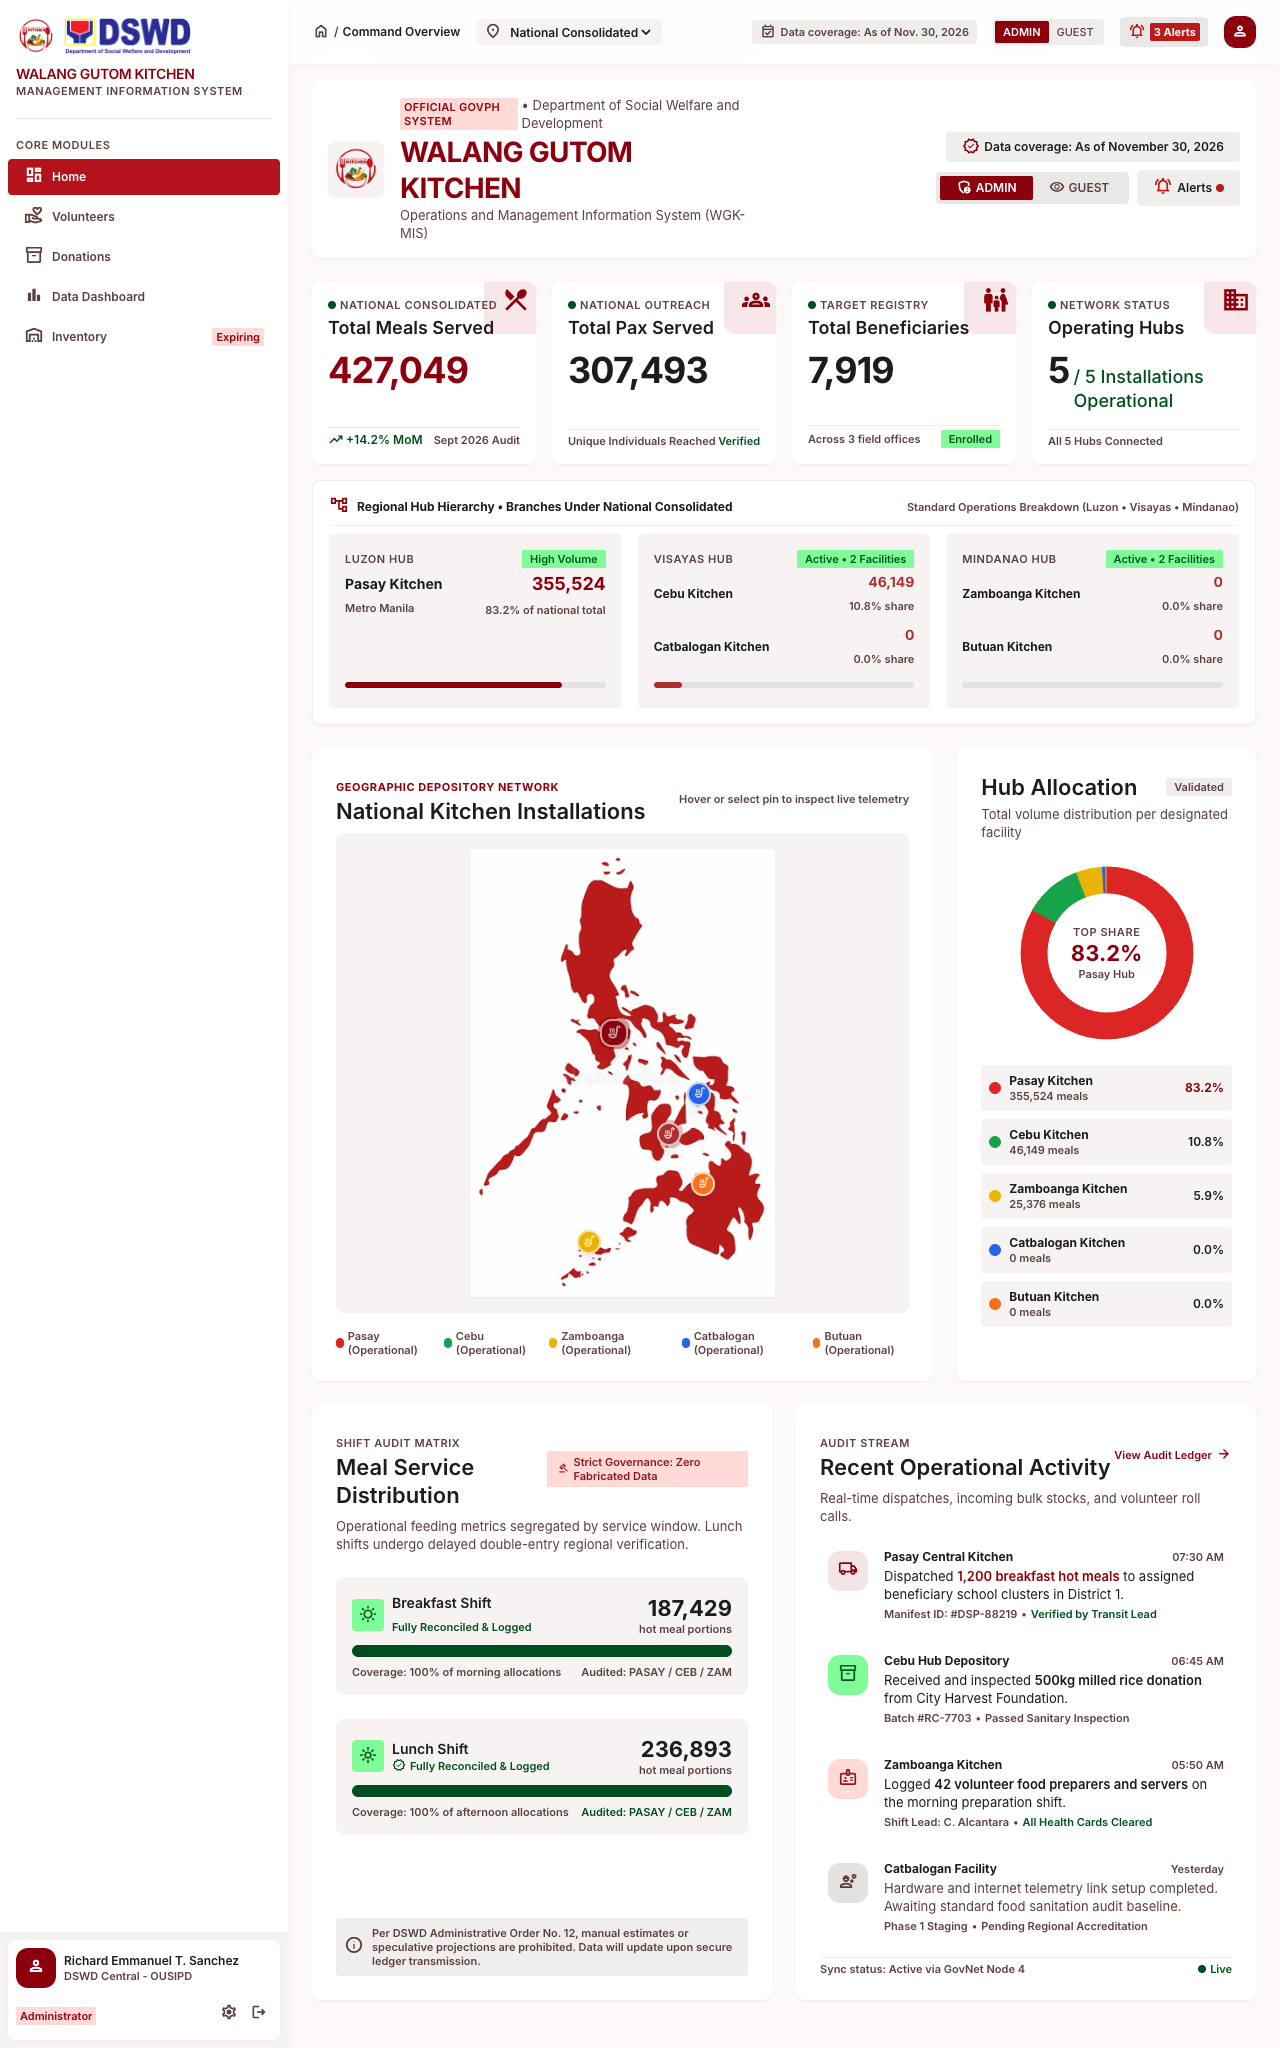 DSWD
Department of Social Welfare and Development
WALANG GUTOM KITCHEN
MANAGEMENT INFORMATION SYSTEM
CORE MODULES
Home
Volunteers
Donations
Data Dashboard
Inventory
Expiring
Richard Emmanuel T. Sanchez
DSWD Central - OUSIPD
Administrator
/ Command Overview
National Consolidated
Data coverage: As of Nov. 30, 2026
ADMIN
GUEST
3 Alerts
OFFICIAL GOVPH SYSTEM
• Department of Social Welfare and Development
WALANG GUTOM KITCHEN
Operations and Management Information System (WGK-MIS)
Data coverage: As of November 30, 2026
ADMIN
GUEST
Alerts
NATIONAL CONSOLIDATED
Total Meals Served
427,049
+14.2% MoM
Sept 2026 Audit
NATIONAL OUTREACH
Total Pax Served
307,493
Unique Individuals Reached
Verified
TARGET REGISTRY
Total Beneficiaries
7,919
Across 3 field offices
Enrolled
NETWORK STATUS
Operating Hubs
5 / 5 Installations Operational
All 5 Hubs Connected
Regional Hub Hierarchy • Branches Under National Consolidated
Standard Operations Breakdown (Luzon • Visayas • Mindanao)
LUZON HUB
High Volume
Pasay Kitchen
355,524
Metro Manila
83.2% of national total
VISAYAS HUB
Active • 2 Facilities
Cebu Kitchen
46,149
10.8% share
Catbalogan Kitchen
0
0.0% share
MINDANAO HUB
Active • 2 Facilities
Zamboanga Kitchen
0
0.0% share
Butuan Kitchen
0
0.0% share
GEOGRAPHIC DEPOSITORY NETWORK
National Kitchen Installations
Hover or select pin to inspect live telemetry
Pasay (Operational)
Cebu (Operational)
Zamboanga (Operational)
Catbalogan (Operational)
Butuan (Operational)
Hub Allocation
Validated
Total volume distribution per designated facility
TOP SHARE
83.2%
Pasay Hub
Pasay Kitchen
355,524 meals
83.2%
Cebu Kitchen
46,149 meals
10.8%
Zamboanga Kitchen
25,376 meals
5.9%
Catbalogan Kitchen
0 meals
0.0%
Butuan Kitchen
0 meals
0.0%
SHIFT AUDIT MATRIX
Meal Service Distribution
Strict Governance: Zero Fabricated Data
Operational feeding metrics segregated by service window. Lunch
shifts undergo delayed double-entry regional verification.
Breakfast Shift
Fully Reconciled & Logged
187,429
hot meal portions
Coverage: 100% of morning allocations
Audited: PASAY / CEB / ZAM
Lunch Shift
Fully Reconciled & Logged
236,893
hot meal portions
Coverage: 100% of afternoon allocations
Audited: PASAY / CEB / ZAM
Per DSWD Administrative Order No. 12, manual estimates or
speculative projections are prohibited. Data will update upon secure
ledger transmission.
AUDIT STREAM
Recent Operational Activity
View Audit Ledger
Real-time dispatches, incoming bulk stocks, and volunteer roll
calls.
Pasay Central Kitchen
07:30 AM
Dispatched 1,200 breakfast hot meals to assigned
beneficiary school clusters in District 1.
Manifest ID: #DSP-88219 • Verified by Transit Lead
Cebu Hub Depository
06:45 AM
Received and inspected 500kg milled rice donation
from City Harvest Foundation.
Batch #RC-7703 • Passed Sanitary Inspection
Zamboanga Kitchen
05:50 AM
Logged 42 volunteer food preparers and servers on
the morning preparation shift.
Shift Lead: C. Alcantara • All Health Cards Cleared
Catbalogan Facility
Yesterday
Hardware and internet telemetry link setup completed.
Awaiting standard food sanitation audit baseline.
Phase 1 Staging • Pending Regional Accreditation
Sync status: Active via GovNet Node 4
Live